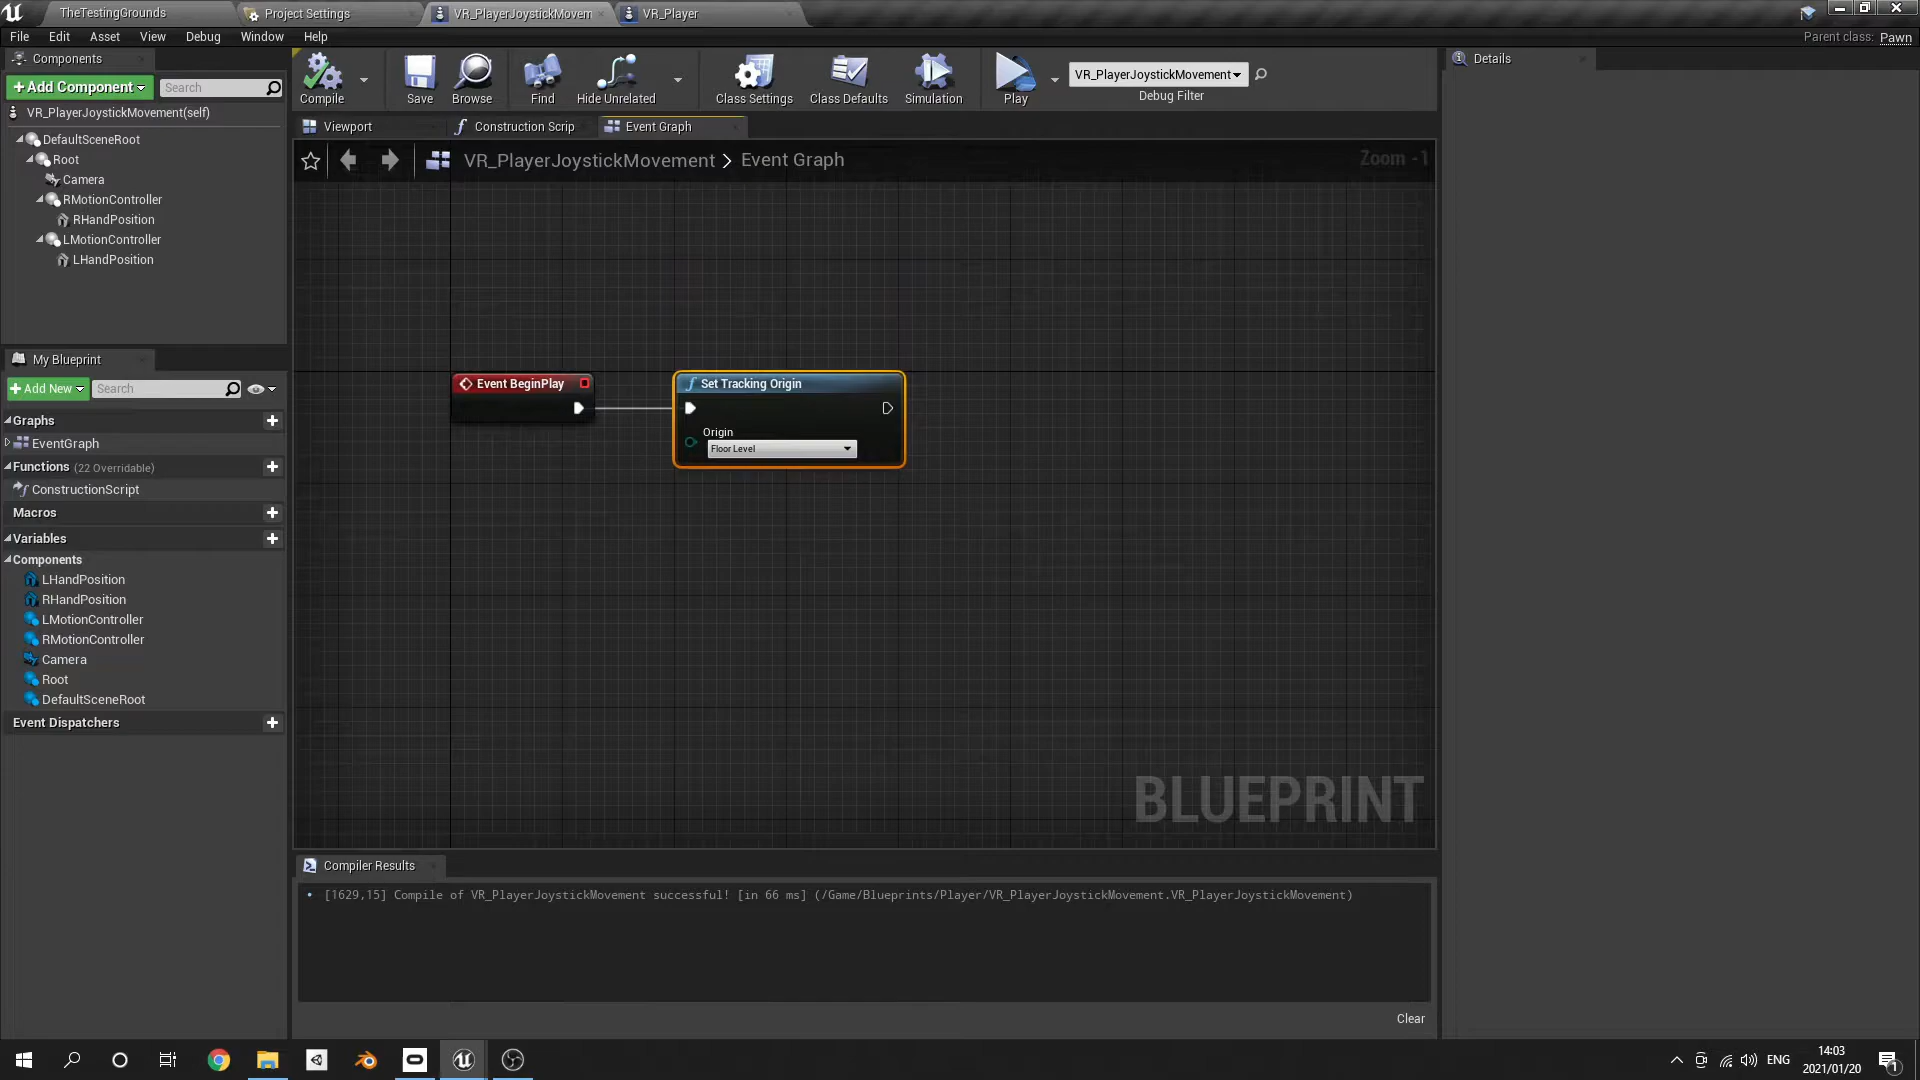 TheTestingGrounds
Project Settings
VR_PlayerJoystickMovem
VR_Player
File Edit Asset View Debug Window Help
Parent class: Pawn
Components
+Add Component
Search
VR_PlayerJoystickMovement(self)
DefaultSceneRoot
Root
Camera
RMotionController
RHandPosition
LMotionController
LHandPosition
Compile
Save
Browse
Find
Hide Unrelated
Class Settings
Class Defaults
Simulation
Play
VR_PlayerJoystickMovement
Debug Filter
Details
Viewport
Construction Scrip
Event Graph
VR_PlayerJoystickMovement > Event Graph
Zoom -1
Event BeginPlay
Set Tracking Origin
Origin
Floor Level
BLUEPRINT
My Blueprint
+Add New
Search
Graphs
EventGraph
Functions (22 Overridable)
ConstructionScript
Macros
Variables
Components
LHandPosition
RHandPosition
LMotionController
RMotionController
Camera
Root
DefaultSceneRoot
Event Dispatchers
Compiler Results
• [1629,15] Compile of VR_PlayerJoystickMovement successful! [in 66 ms] (/Game/Blueprints/Player/VR_PlayerJoystickMovement.VR_PlayerJoystickMovement)
Clear
ENG
14:03
2021/01/20
1